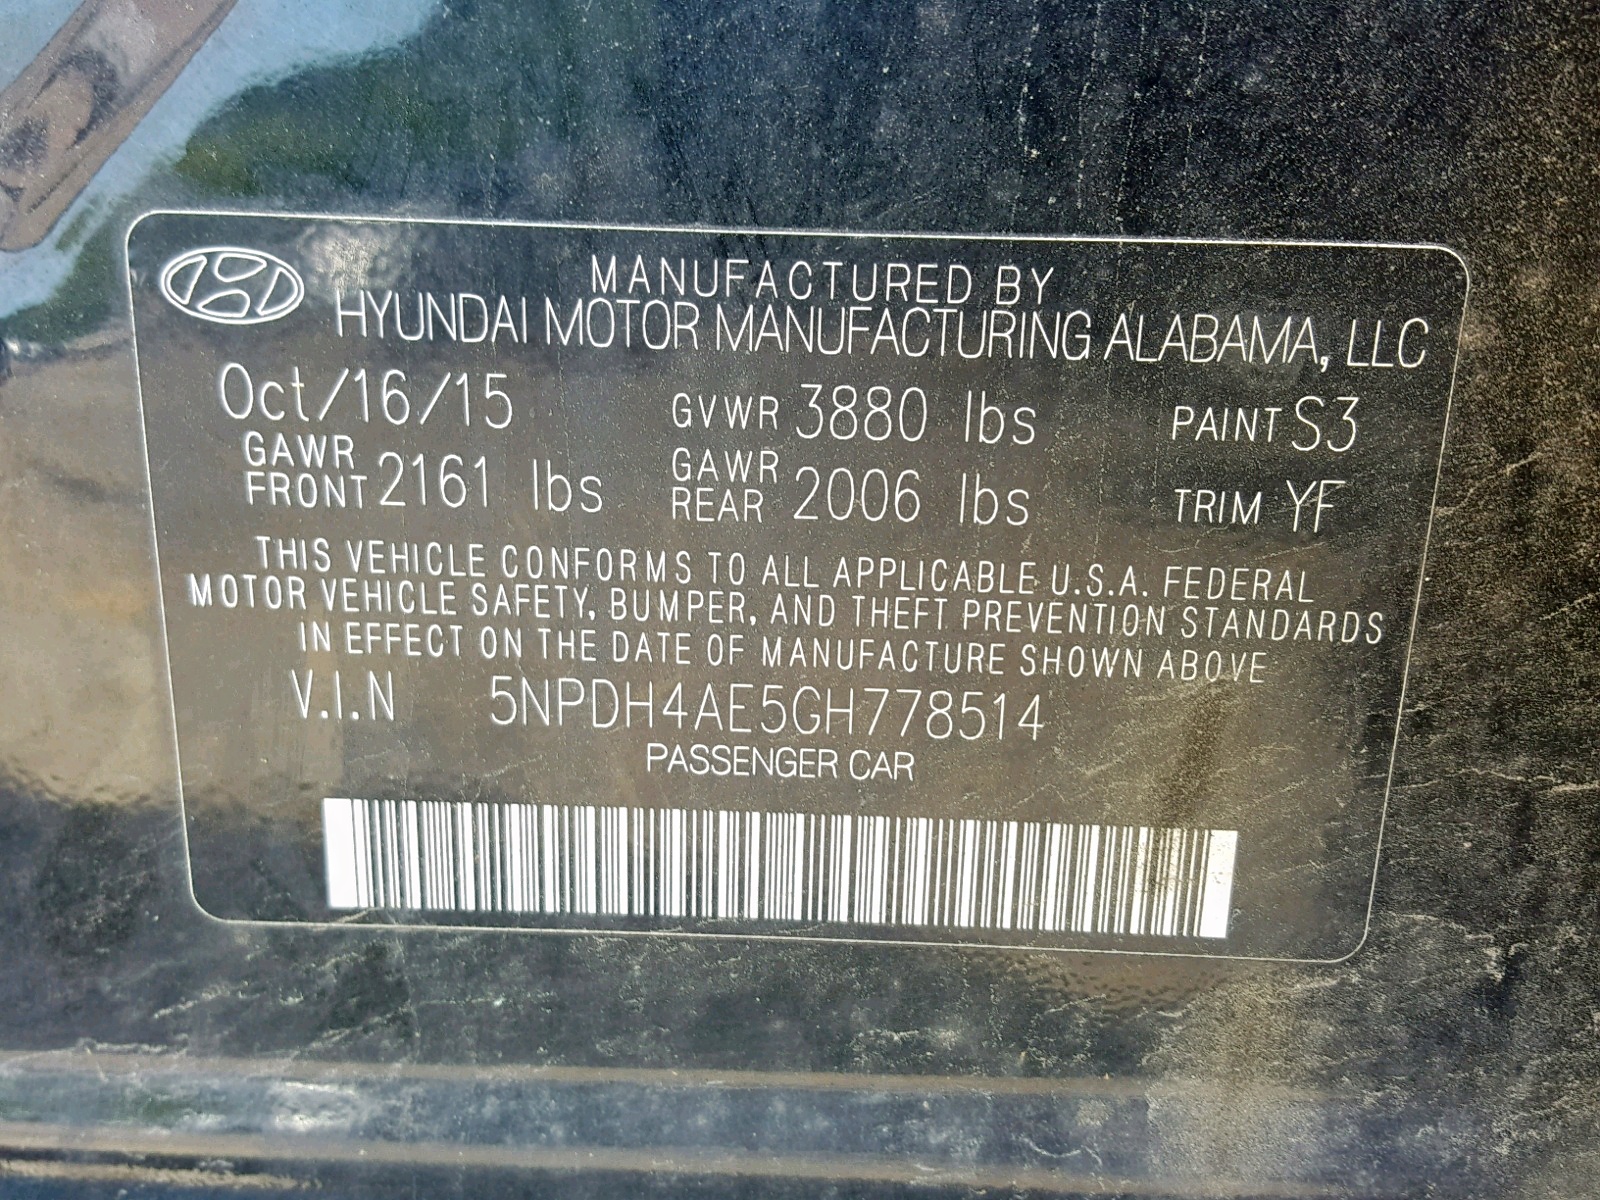 MANUFACTURED BY
HYUNDAI MOTOR MANUFACTURING ALABAMA, LLC
Oct/16/15 GVWR 3880 lbs PAINT S3
GAWR FRONT 2161 lbs GAWR REAR 2006 lbs TRIM YF
THIS VEHICLE CONFORMS TO ALL APPLICABLE U.S.A. FEDERAL
MOTOR VEHICLE SAFETY, BUMPER, AND THEFT PREVENTION STANDARDS
IN EFFECT ON THE DATE OF MANUFACTURE SHOWN ABOVE
V.I.N 5NPDH4AE5GH778514
PASSENGER CAR